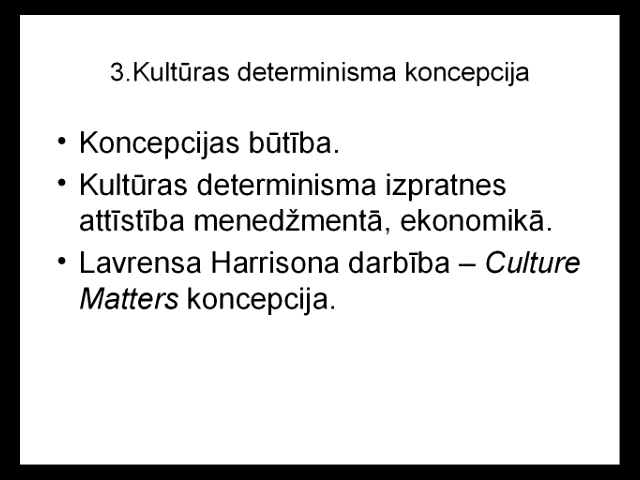 3.Kultūras determinisma koncepcija
• Koncepcijas būtība.
• Kultūras determinisma izpratnes
attīstība menedžmentā, ekonomikā.
• Lavrensa Harrisona darbība – Culture
Matters koncepcija.